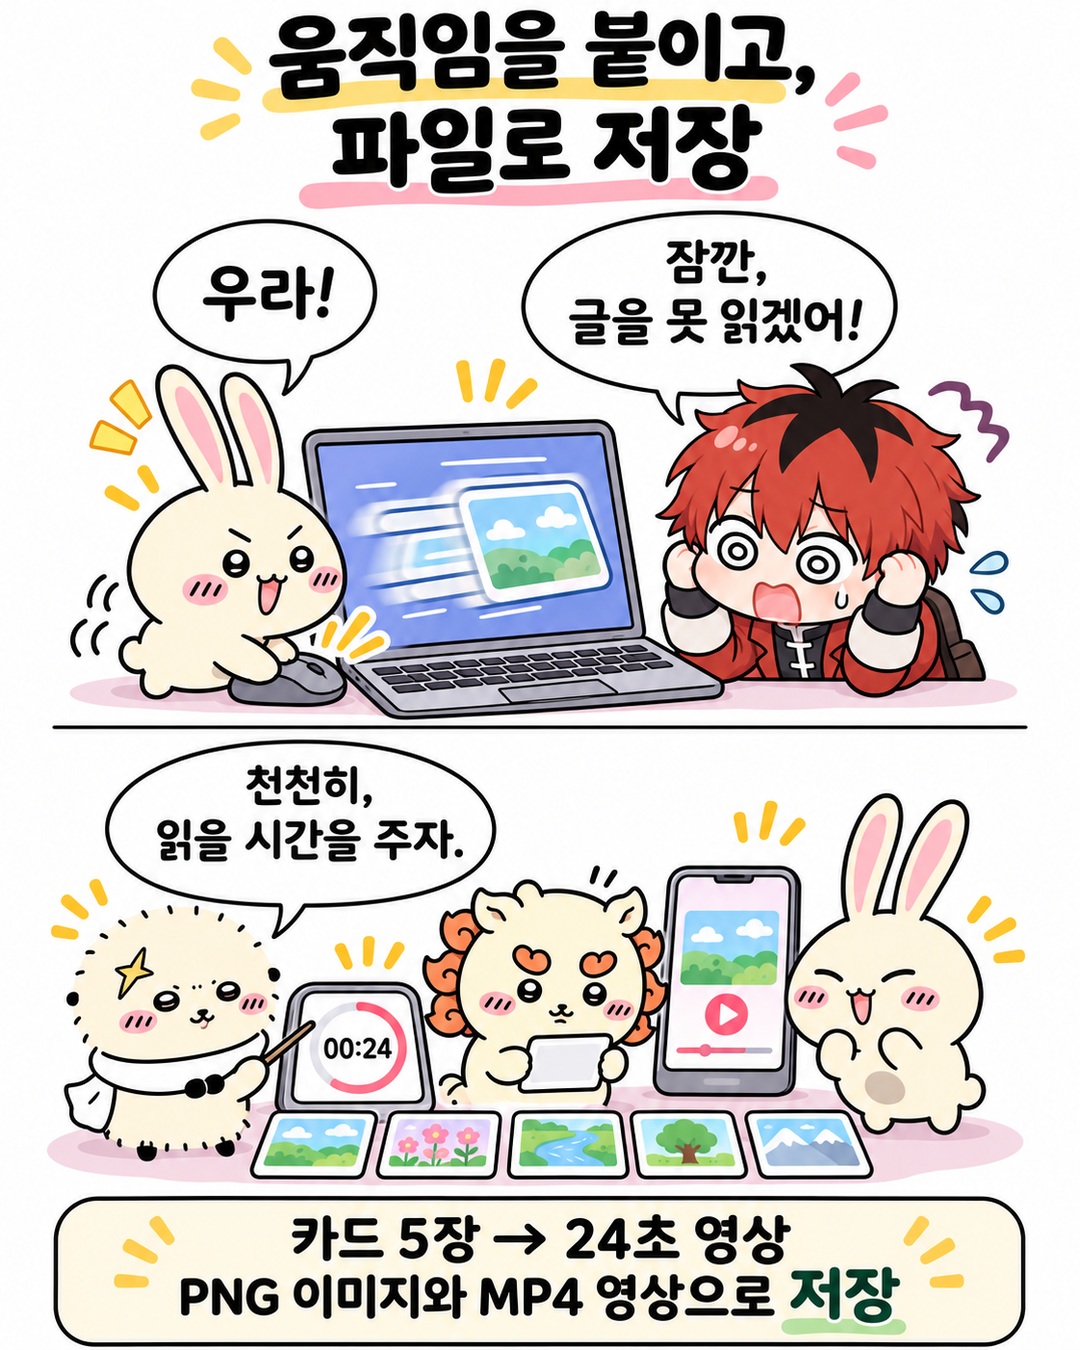 움직임을 붙이고,
파일로 저장
우라!
잠깐,
글을 못 읽겠어!
천천히,
읽을 시간을 주자.
00:24
카드 5장 → 24초 영상
PNG 이미지와 MP4 영상으로 저장